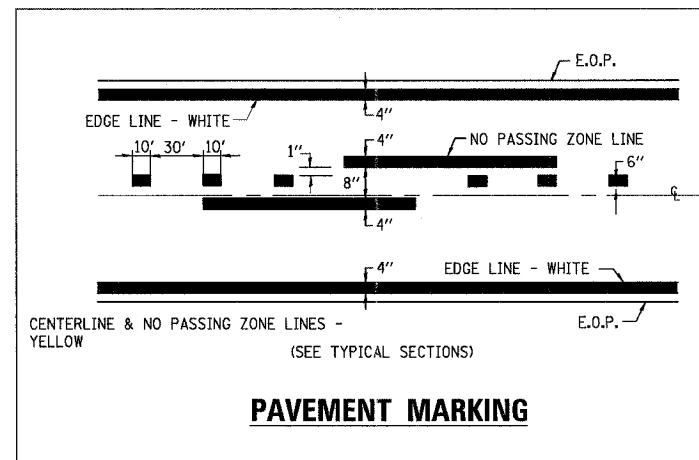 E.O.P.
EDGE LINE - WHITE
4"
10' 30' 10'
1"
4"
NO PASSING ZONE LINE
6"
8"
℄
4"
4"
EDGE LINE - WHITE
E.O.P.
CENTERLINE & NO PASSING ZONE LINES -
YELLOW
(SEE TYPICAL SECTIONS)
PAVEMENT MARKING